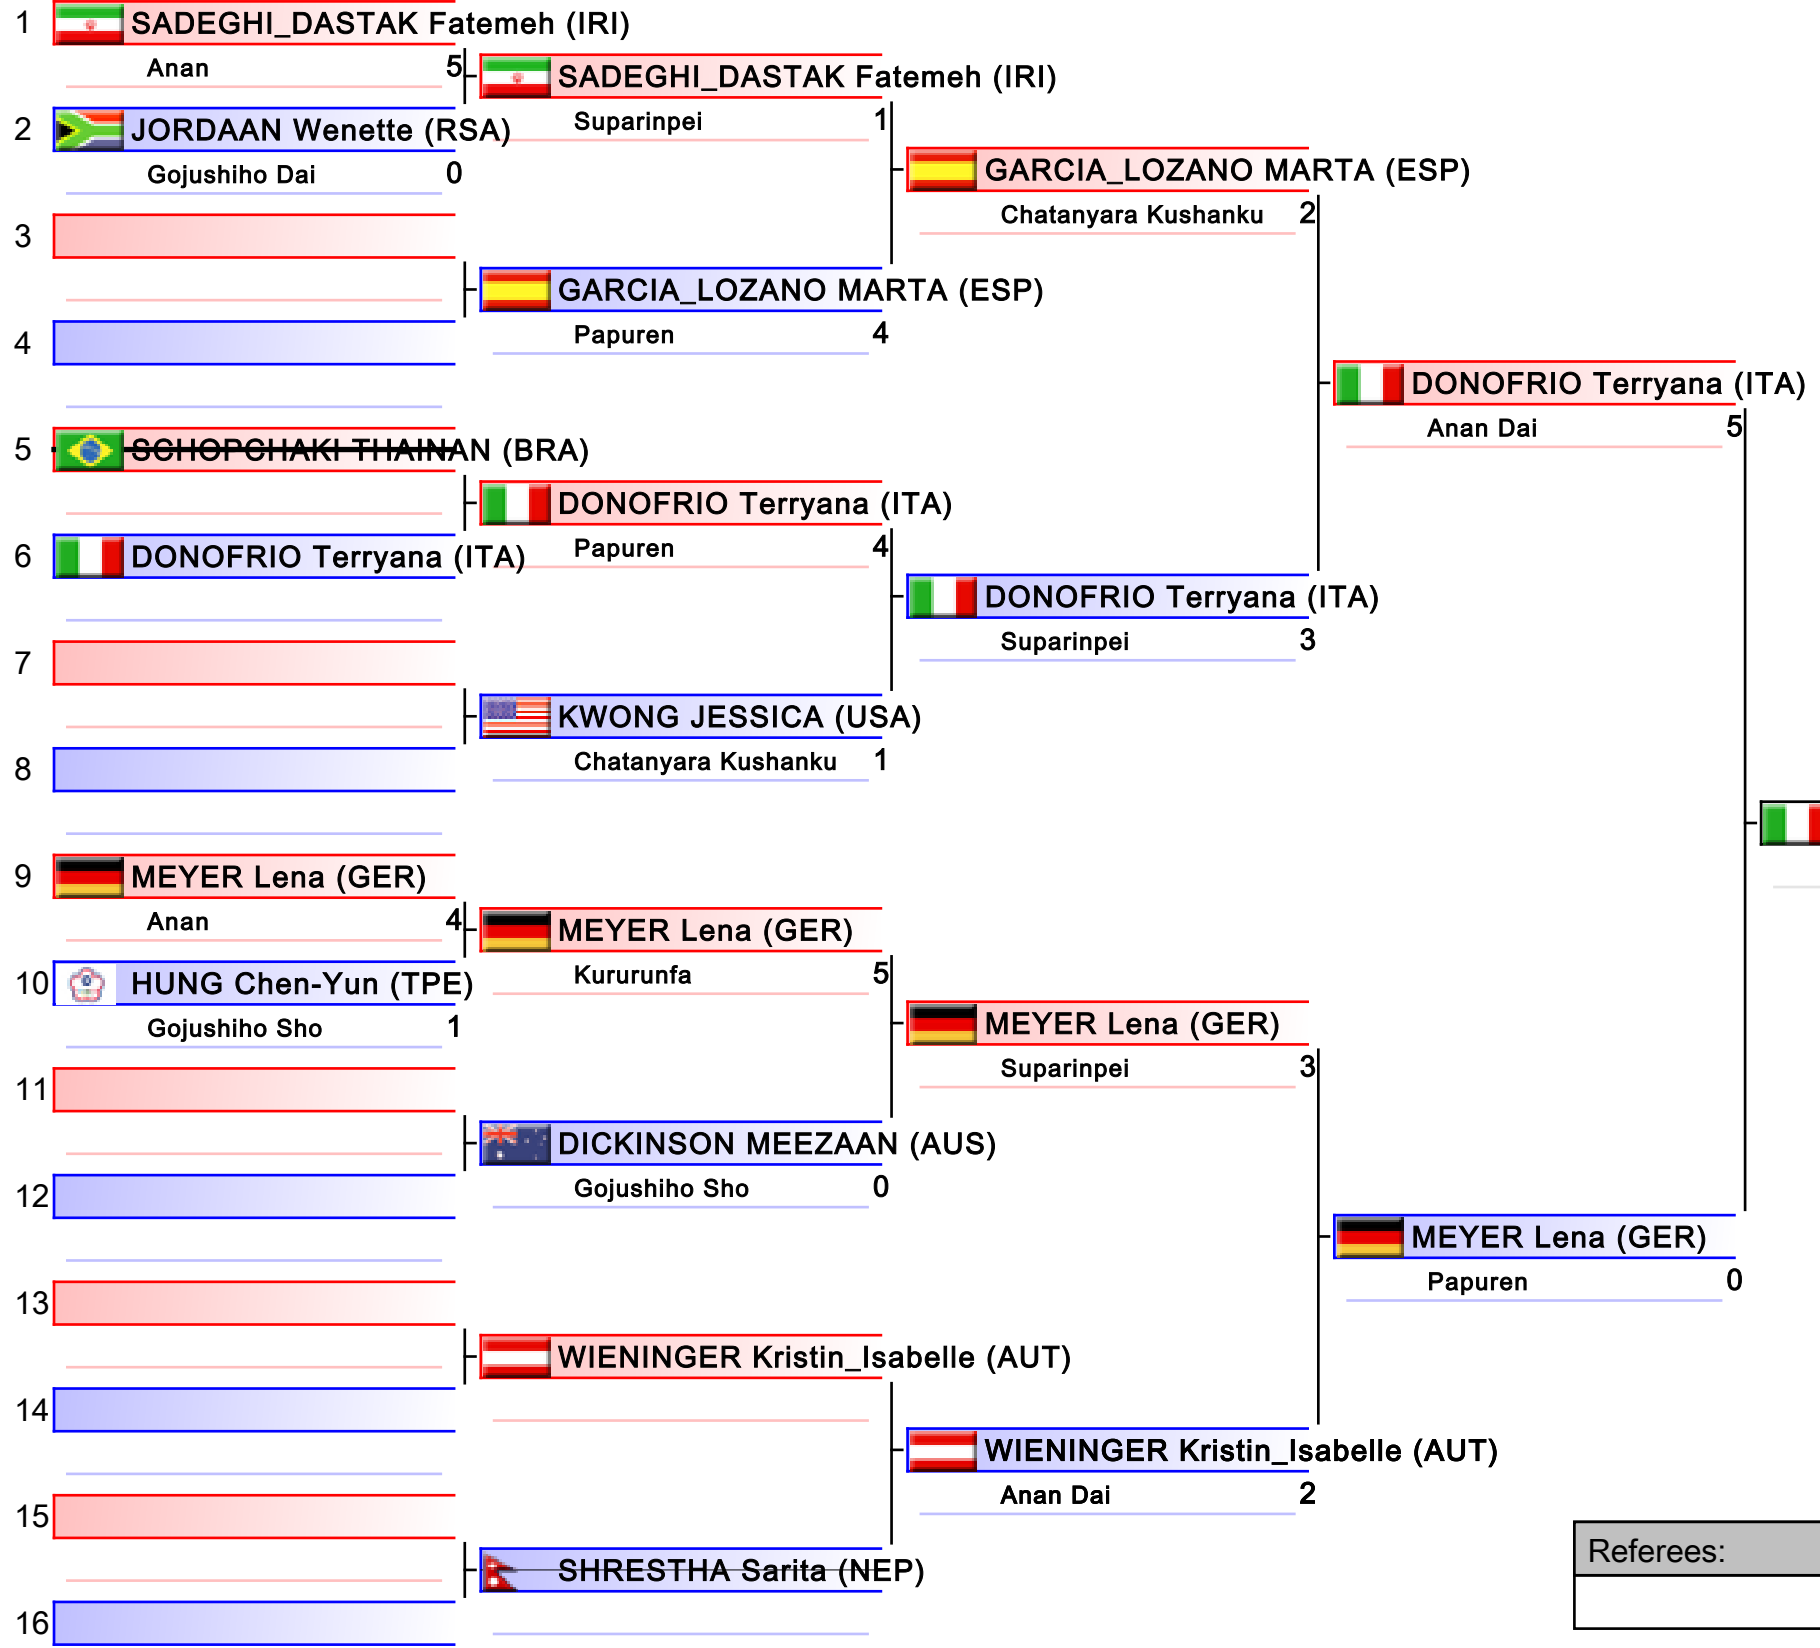 1
SADEGHI_DASTAK Fatemeh (IRI)
Anan 5
2
JORDAAN Wenette (RSA)
Gojushiho Dai 0
3
4
5
SCHOPCHAKI THAINAN (BRA)
6
DONOFRIO Terryana (ITA)
7
8
9
MEYER Lena (GER)
Anan 4
10
HUNG Chen-Yun (TPE)
Gojushiho Sho 1
11
12
13
14
15
16
SADEGHI_DASTAK Fatemeh (IRI)
Suparinpei 1
GARCIA_LOZANO MARTA (ESP)
Papuren 4
DONOFRIO Terryana (ITA)
Papuren 4
KWONG JESSICA (USA)
Chatanyara Kushanku 1
MEYER Lena (GER)
Kururunfa 5
DICKINSON MEEZAAN (AUS)
Gojushiho Sho 0
WIENINGER Kristin_Isabelle (AUT)
SHRESTHA Sarita (NEP)
GARCIA_LOZANO MARTA (ESP)
Chatanyara Kushanku 2
DONOFRIO Terryana (ITA)
Suparinpei 3
MEYER Lena (GER)
Suparinpei 3
WIENINGER Kristin_Isabelle (AUT)
Anan Dai 2
DONOFRIO Terryana (ITA)
Anan Dai 5
MEYER Lena (GER)
Papuren 0
Referees: